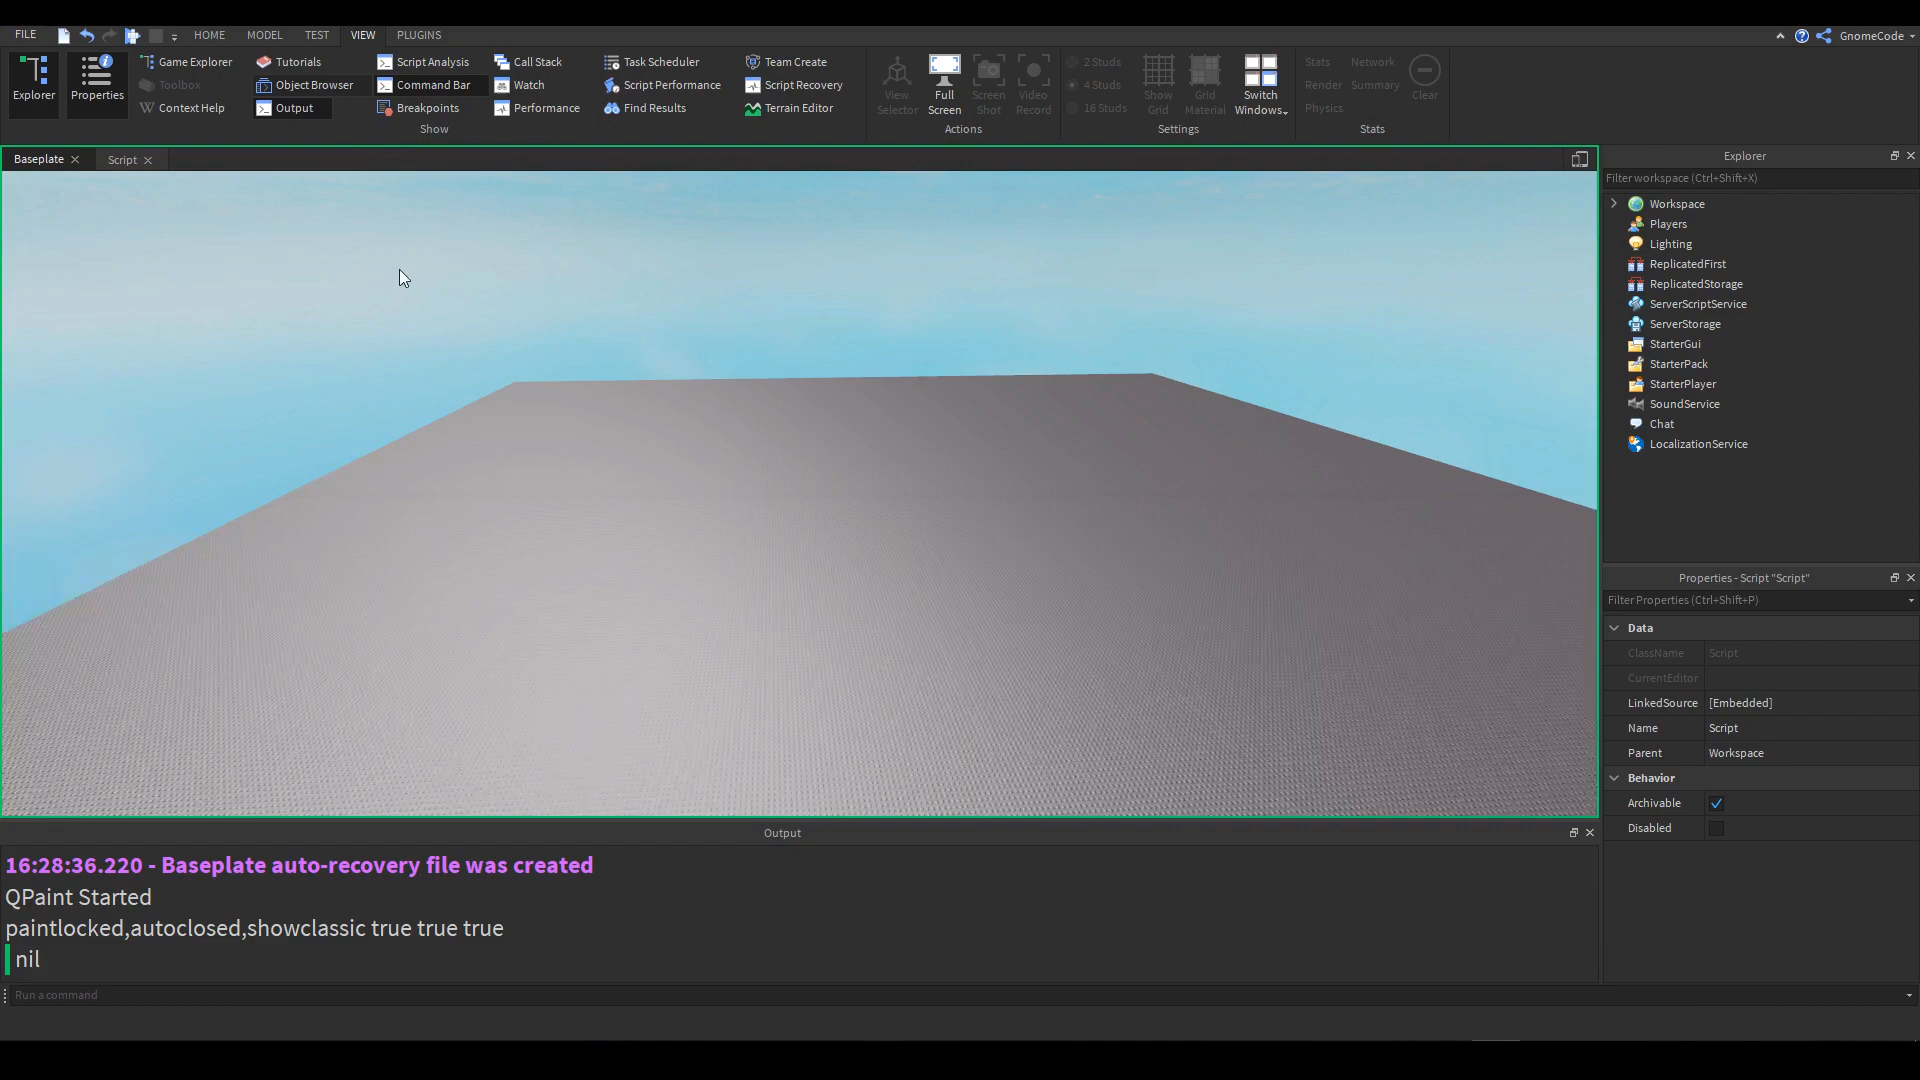 FILE HOME MODEL TEST VIEW PLUGINS GnomeCode
Explorer
Properties
Game Explorer
Toolbox
Context Help
Tutorials
Object Browser
Output
Script Analysis
Command Bar
Breakpoints
Call Stack
Watch
Performance
Task Scheduler
Script Performance
Find Results
Team Create
Script Recovery
Terrain Editor
Show
View
Selector
Full
Screen
Screen
Shot
Video
Record
Actions
2 Studs
4 Studs
16 Studs
Show
Grid
Grid
Material
Switch
Windows
Settings
Stats Network
Render Summary
Physics
Clear
Stats
Baseplate
Script
Explorer
Filter workspace (Ctrl+Shift+X)
Workspace
Players
Lighting
ReplicatedFirst
ReplicatedStorage
ServerScriptService
ServerStorage
StarterGui
StarterPack
StarterPlayer
SoundService
Chat
LocalizationService
Properties - Script "Script"
Filter Properties (Ctrl+Shift+P)
Data
ClassName Script
CurrentEditor
LinkedSource [Embedded]
Name Script
Parent Workspace
Behavior
Archivable
Disabled
Output
16:28:36.220 - Baseplate auto-recovery file was created
QPaint Started
paintlocked,autoclosed,showclassic true true true
nil
Run a command